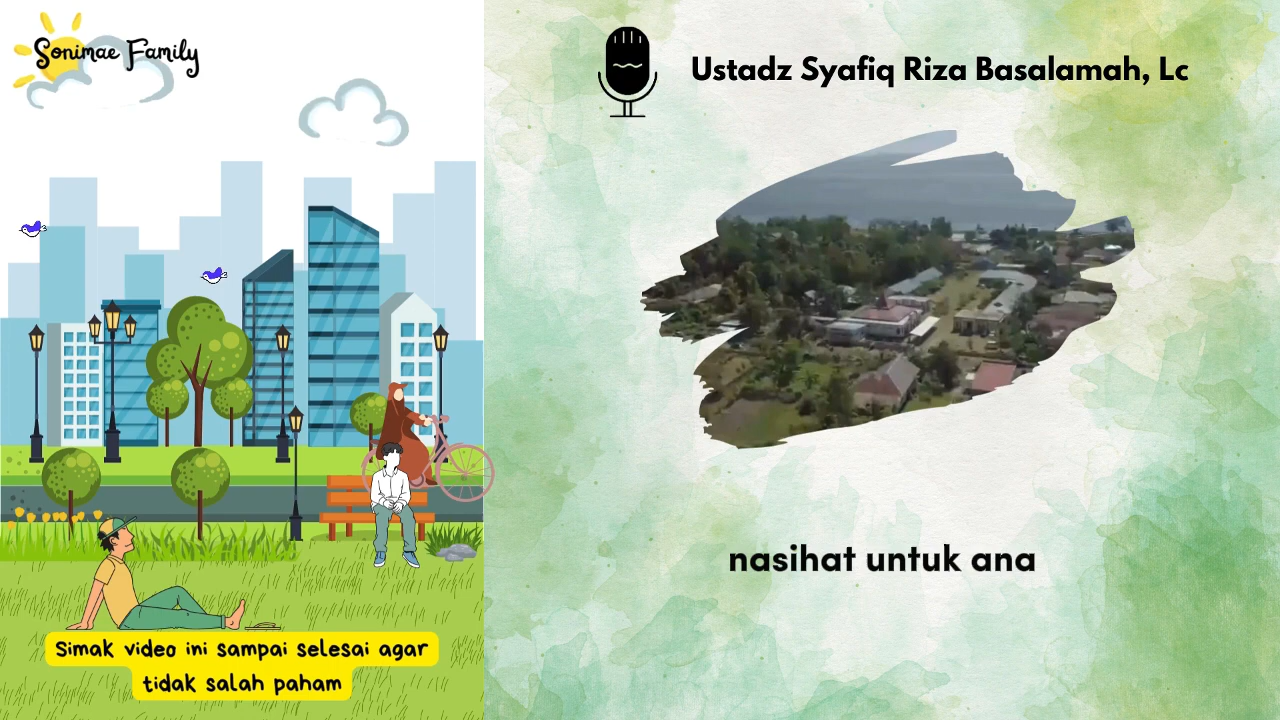 Sonimae Family
Ustadz Syafiq Riza Basalamah, Lc
nasihat untuk ana
Simak video ini sampai selesai agar
tidak salah paham